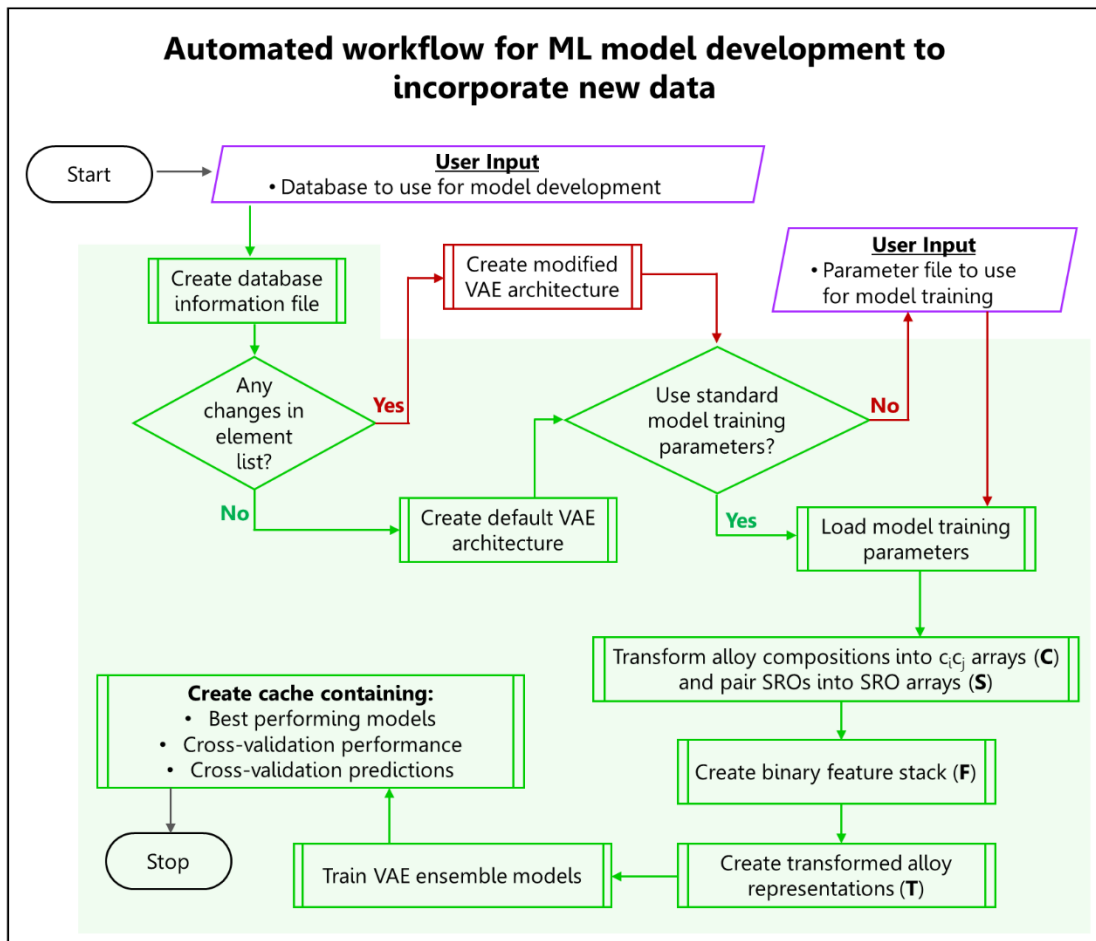 Automated workflow for ML model development to
incorporate new data
Start
User Input
• Database to use for model development
Create database
information file
Create modified
VAE architecture
User Input
• Parameter file to use
for model training
Any
changes in
element
list?
Yes
No
Use standard
model training
parameters?
No
Yes
Create default VAE
architecture
Load model training
parameters
Transform alloy compositions into cᵢcⱼ arrays (C)
and pair SROs into SRO arrays (S)
Create binary feature stack (F)
Create transformed alloy
representations (T)
Train VAE ensemble models
Create cache containing:
• Best performing models
• Cross-validation performance
• Cross-validation predictions
Stop